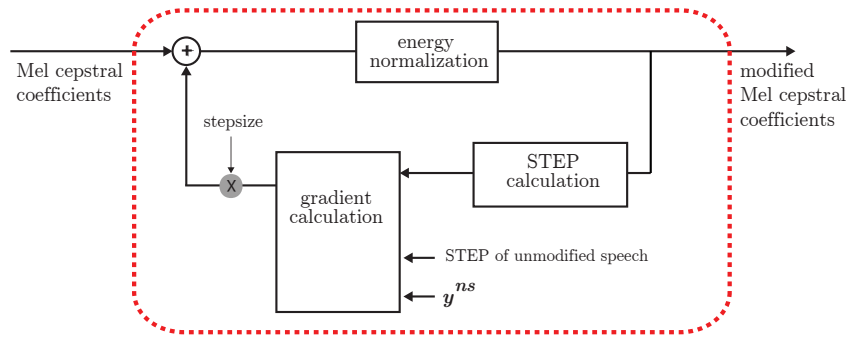 +
energy
normalization
Mel cepstral
coefficients
modified
Mel cepstral
coefficients
stepsize
STEP
calculation
X
gradient
calculation
STEP of unmodified speech
y^{ns}